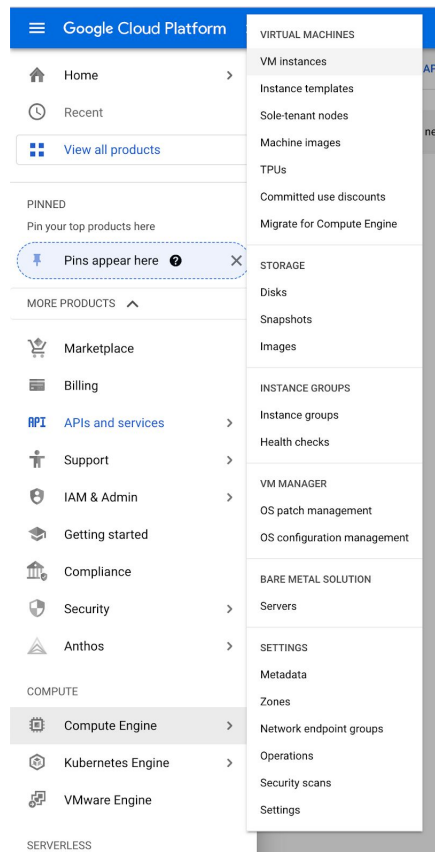 Google Cloud Platform
Home
Recent
View all products
PINNED
Pin your top products here
Pins appear here
MORE PRODUCTS
Marketplace
Billing
API APIs and services
Support
IAM & Admin
Getting started
Compliance
Security
Anthos
COMPUTE
Compute Engine
Kubernetes Engine
VMware Engine
SERVERLESS
VIRTUAL MACHINES
VM instances
Instance templates
Sole-tenant nodes
Machine images
TPUs
Committed use discounts
Migrate for Compute Engine
STORAGE
Disks
Snapshots
Images
INSTANCE GROUPS
Instance groups
Health checks
VM MANAGER
OS patch management
OS configuration management
BARE METAL SOLUTION
Servers
SETTINGS
Metadata
Zones
Network endpoint groups
Operations
Security scans
Settings